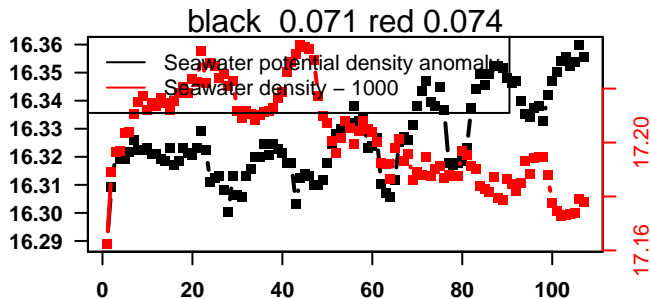 black 0.071 red 0.074
Seawater potential density anomaly
Seawater density – 1000
16.36
16.35
16.34
16.33
16.32
16.31
16.30
16.29
17.20
17.16
0 20 40 60 80 100